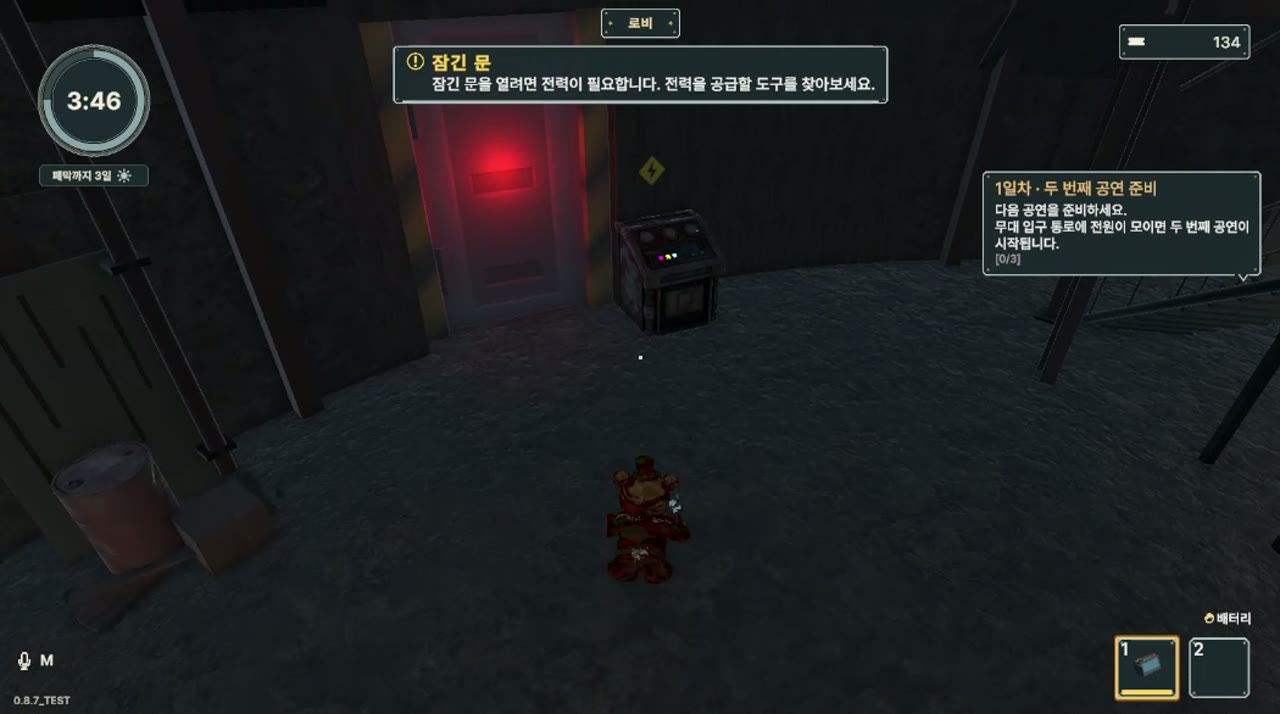 로비
잠긴 문
잠긴 문을 열려면 전력이 필요합니다. 전력을 공급할 도구를 찾아보세요.
134
3:46
폐막까지 3일
1일차 · 두 번째 공연 준비
다음 공연을 준비하세요.
무대 입구 통로에 전원이 모이면 두 번째 공연이
시작됩니다.
[0/3]
배터리
1
2
M
0.8.7_TEST